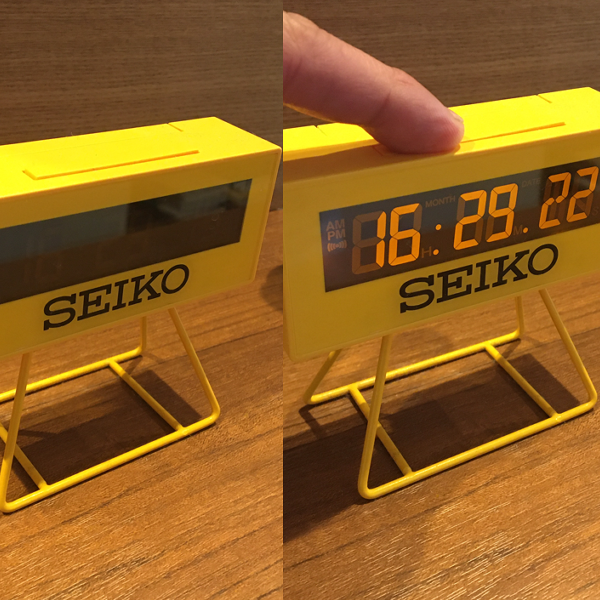 SEIKO
MONTH
AM
PM
16:29.22
H
M
SEIKO